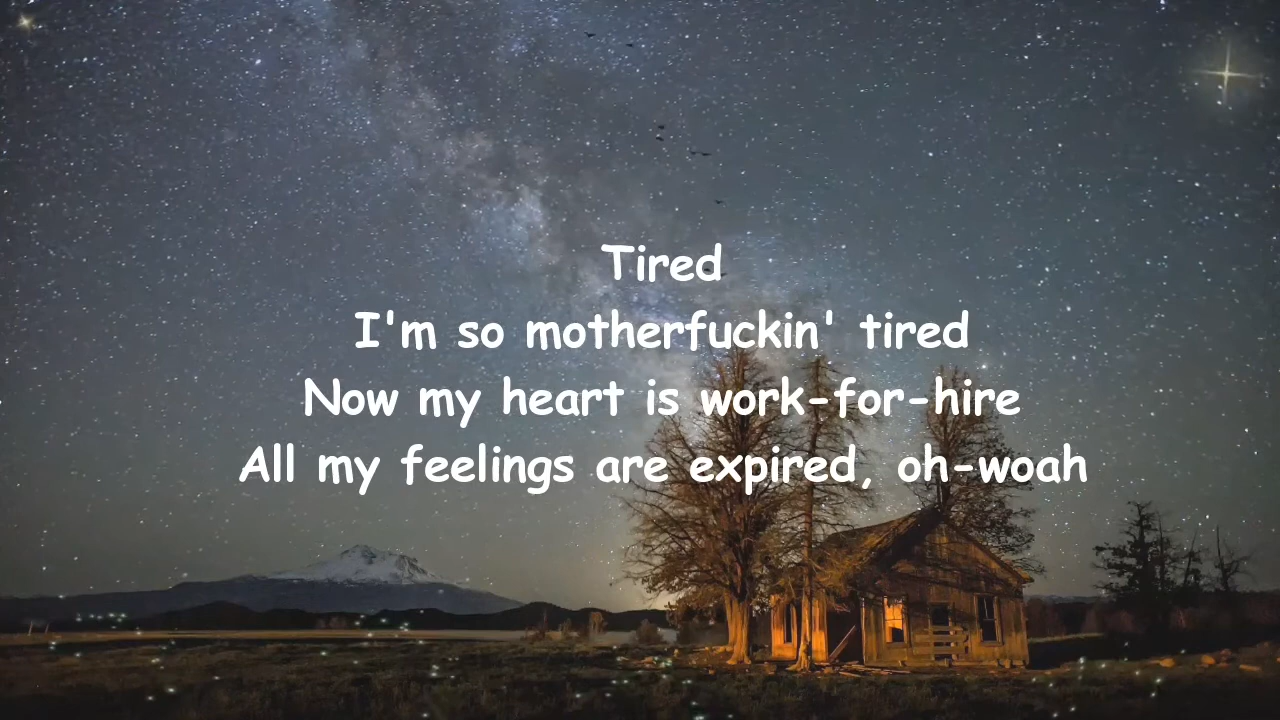 Tired
I'm so motherfuckin' tired
Now my heart is work-for-hire
All my feelings are expired, oh-woah